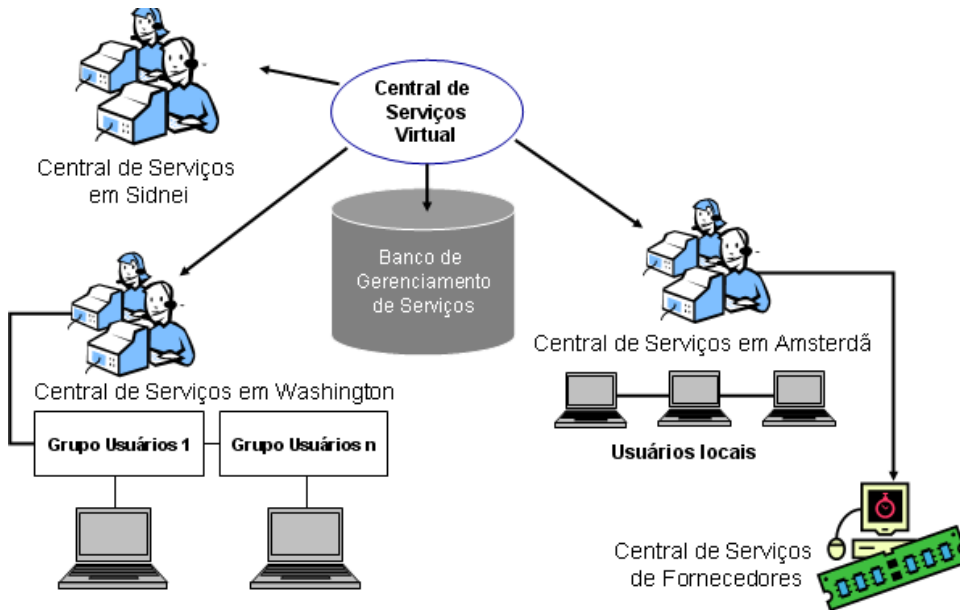 Central de
Serviços
Virtual
Central de Serviços
em Sidnei
Banco de
Gerenciamento
de Serviços
Central de Serviços em Amsterdã
Central de Serviços em Washington
Grupo Usuários 1
Grupo Usuários n
Usuários locais
Central de Serviços
de Fornecedores